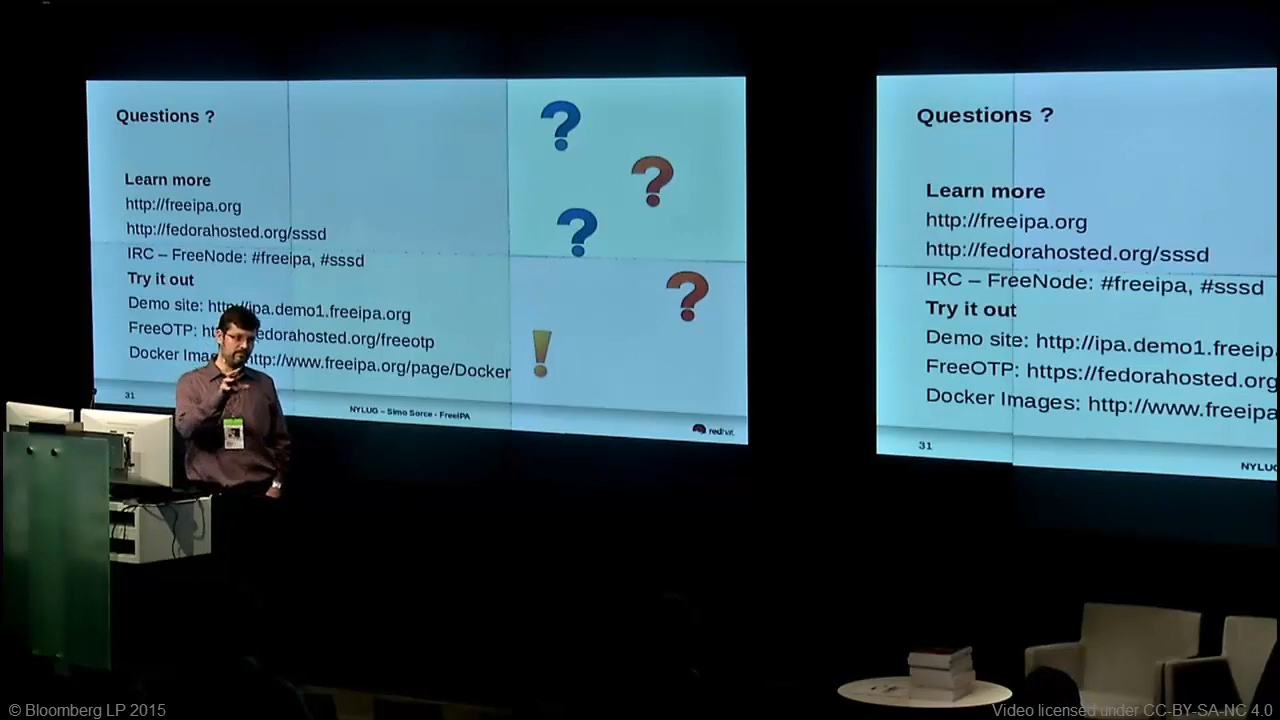 Questions ?
Learn more
http://freeipa.org
http://fedorahosted.org/sssd
IRC – FreeNode: #freeipa, #sssd
Try it out
Demo site: http://ipa.demo1.freeipa.org
FreeOTP: edorahosted.org/freeotp
Docker http://www.freeipa.org/page/Docker
31
NYLUG – Simo Sorce - FreeIPA
redhat.
Questions ?
Learn more
http://freeipa.org
http://fedorahosted.org/sssd
IRC – FreeNode: #freeipa, #sssd
Try it out
Demo site: http://ipa.demo1.freeip
FreeOTP: https://fedorahosted.org
Docker Images: http://www.freeipa
31
NYLUG
© Bloomberg LP 2015
Video licensed under CC-BY-SA-NC 4.0